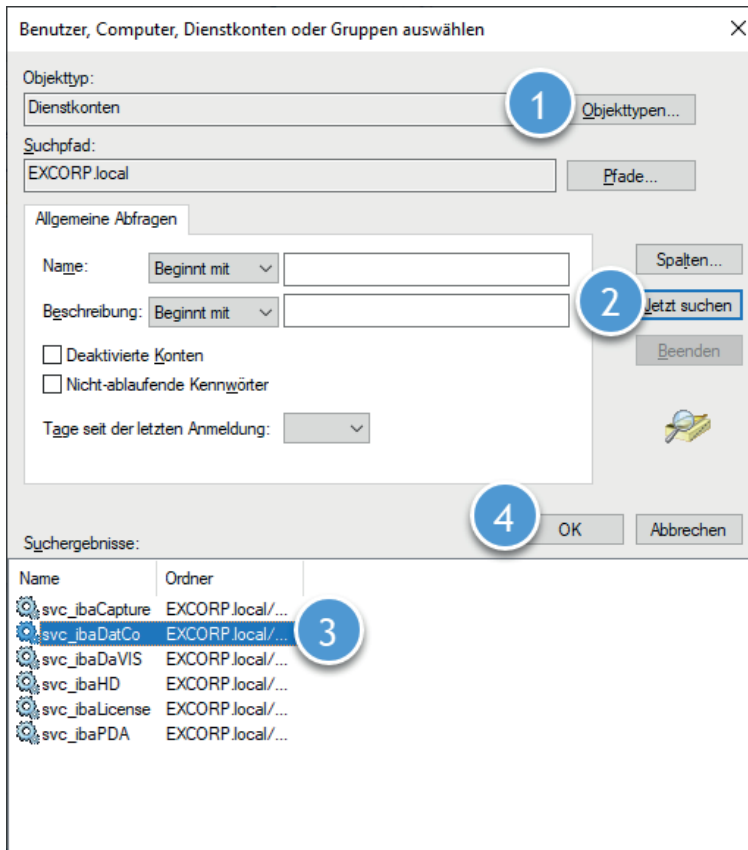 Benutzer, Computer, Dienstkonten oder Gruppen auswählen
Objekttyp:
Dienstkonten
1
Objekttypen...
Suchpfad:
EXCORP.local
Pfade...
Allgemeine Abfragen
Name:
Beginnt mit
Spalten...
Beschreibung:
Beginnt mit
2
Jetzt suchen
Deaktivierte Konten
Beenden
Nicht-ablaufende Kennwörter
Tage seit der letzten Anmeldung:
4
OK
Abbrechen
Suchergebnisse:
Name Ordner
svc_ibaCapture EXCORP.local/...
svc_ibaDatCo EXCORP.local/...
3
svc_ibaDaVIS EXCORP.local/...
svc_ibaHD EXCORP.local/...
svc_ibaLicense EXCORP.local/...
svc_ibaPDA EXCORP.local/...